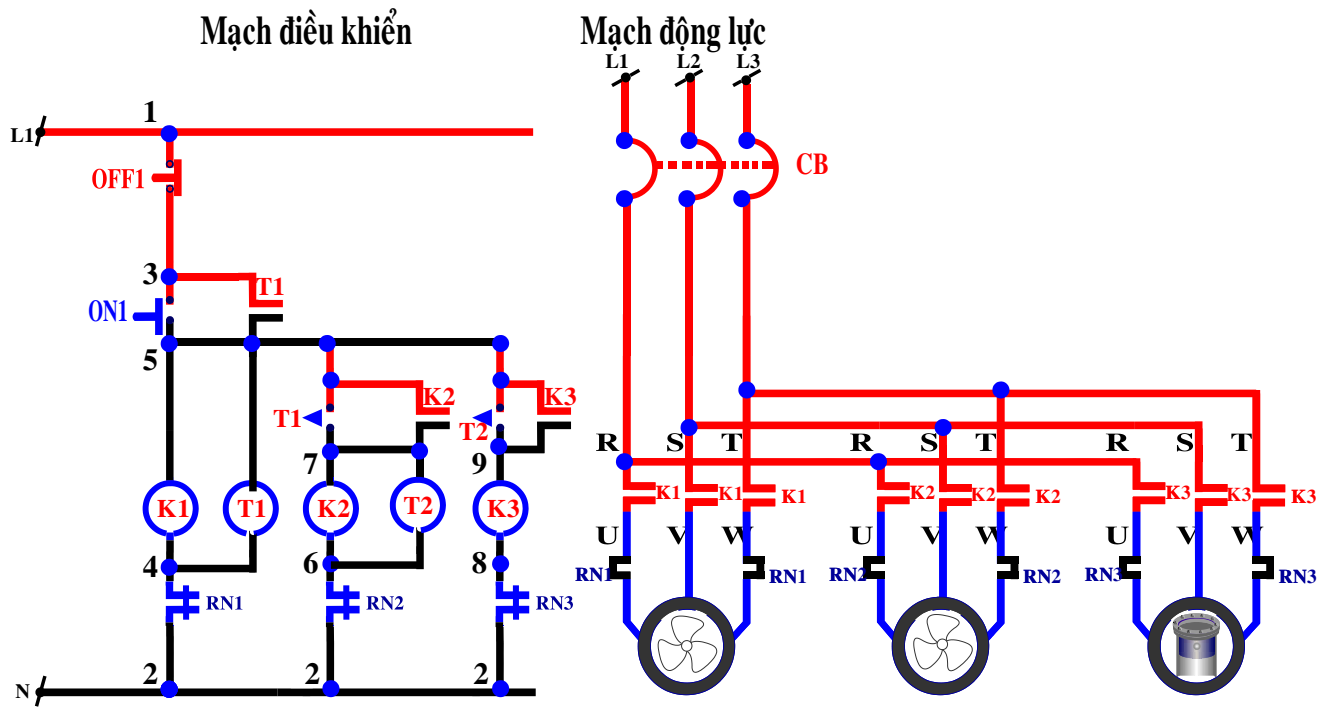 Mạch điều khiển
Mạch động lực
L1 L2 L3
1
L1
OFF1
CB
3
T1
ON1
5
K2 K3
T1 T2
R S T R S T R S T
7 9
K1 K1 K1 K2 K2 K2 K3 K3 K3
K1 T1 K2 T2 K3
U V W U V W U V W
4 6 8
RN1 RN1 RN2 RN2 RN3 RN3
RN1 RN2 RN3
2 2 2
N